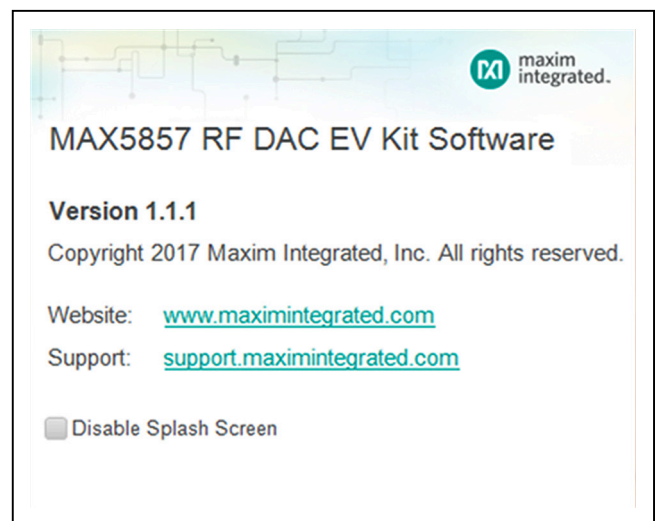 maxim
integrated.
MAX5857 RF DAC EV Kit Software
Version 1.1.1
Copyright 2017 Maxim Integrated, Inc. All rights reserved.
Website: www.maximintegrated.com
Support: support.maximintegrated.com
Disable Splash Screen